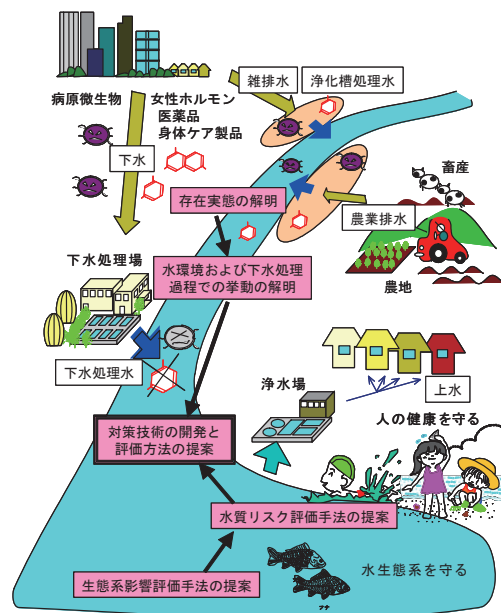 雑排水
浄化槽処理水
病原微生物
女性ホルモン
医薬品
身体ケア製品
下水
畜産
存在実態の解明
農業排水
下水処理場
水環境および下水処理
過程での挙動の解明
農地
下水処理水
浄水場
上水
人の健康を守る
対策技術の開発と
評価方法の提案
水質リスク評価手法の提案
水生態系を守る
生態系影響評価手法の提案